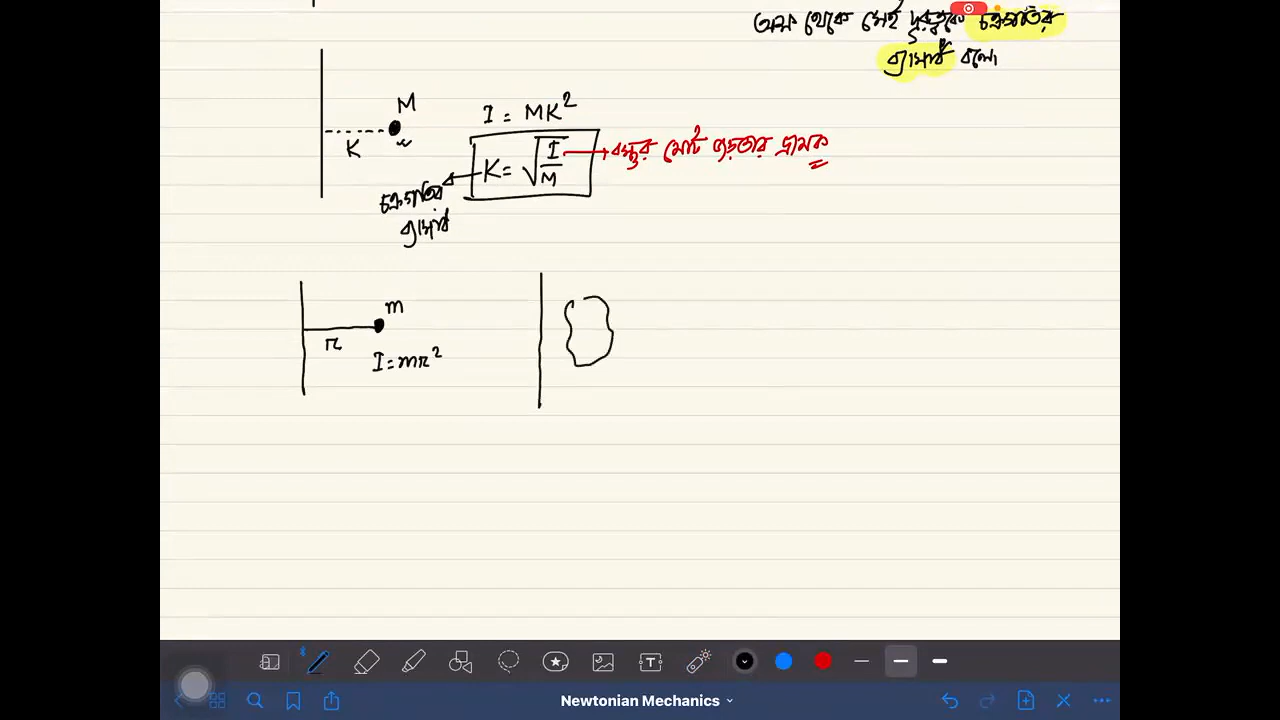 অক্ষ থেকে সেই দূরত্বকে চক্রগতির
ব্যাসার্ধ বলে।
M
K
I = MK²
K = √I/M
বস্তুর মোট জড়তার ভ্রামক
চক্রগতির
ব্যাসার্ধ
m
r
I = mr²
Newtonian Mechanics